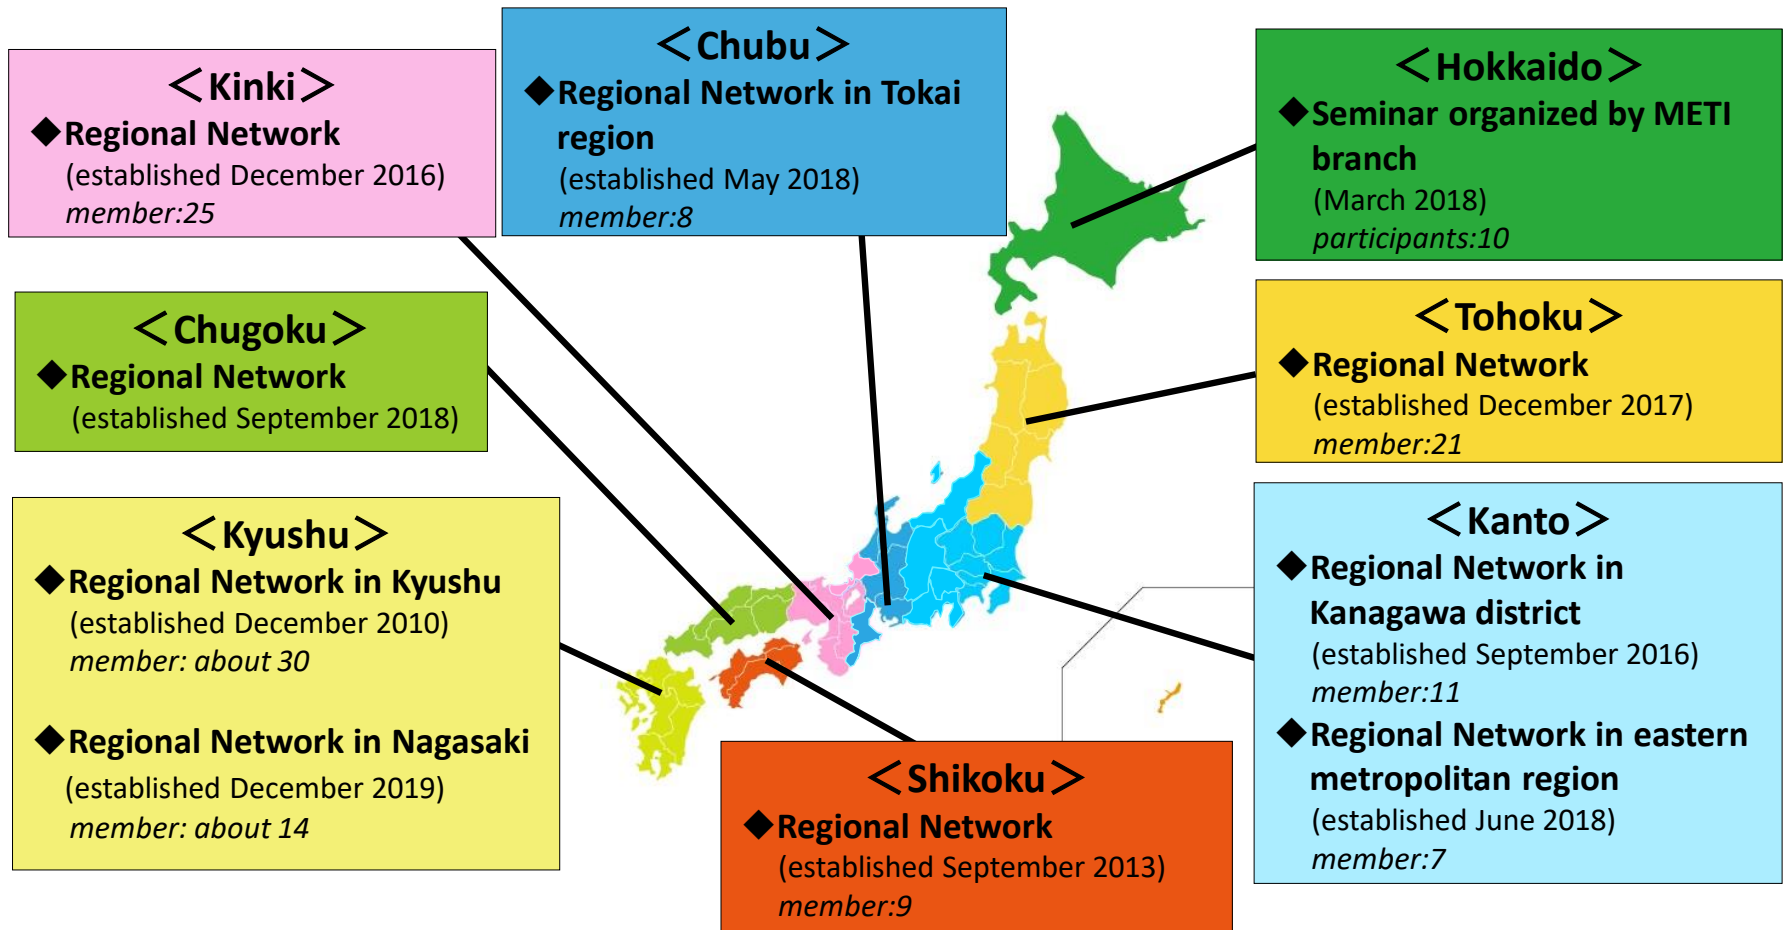 ＜Kinki＞
◆Regional Network
(established December 2016)
member:25
＜Chubu＞
◆Regional Network in Tokai
region
(established May 2018)
member:8
＜Hokkaido＞
◆Seminar organized by METI
branch
(March 2018)
participants:10
＜Chugoku＞
◆Regional Network
(established September 2018)
＜Tohoku＞
◆Regional Network
(established December 2017)
member:21
＜Kyushu＞
◆Regional Network in Kyushu
(established December 2010)
member: about 30
◆Regional Network in Nagasaki
(established December 2019)
member: about 14
＜Shikoku＞
◆Regional Network
(established September 2013)
member:9
＜Kanto＞
◆Regional Network in
Kanagawa district
(established September 2016)
member:11
◆Regional Network in eastern
metropolitan region
(established June 2018)
member:7